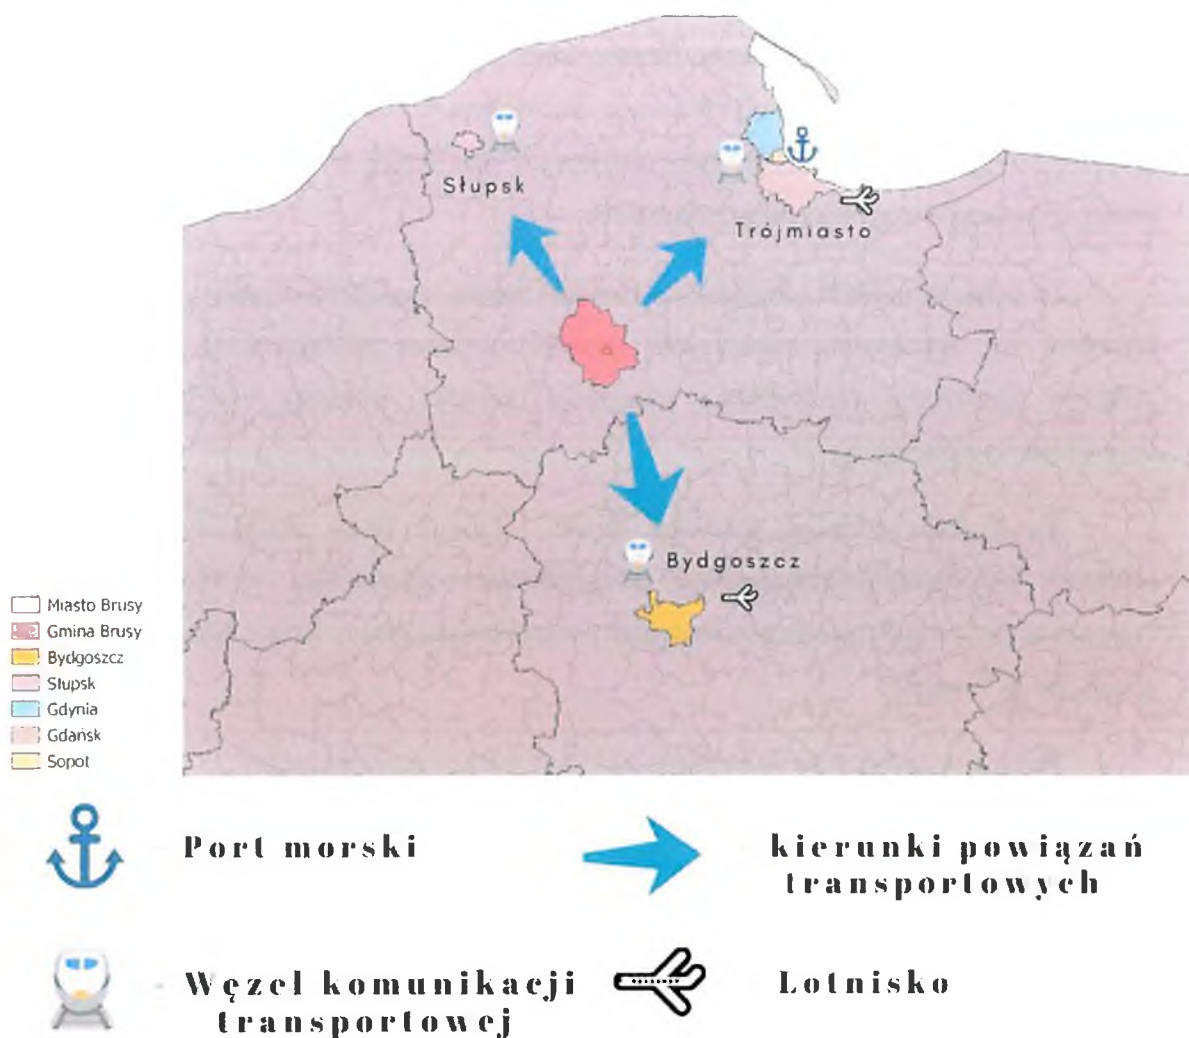 Słupsk
Trójmiasto
Bydgoszcz
Miasto Brusy
Gmina Brusy
Bydgoszcz
Słupsk
Gdynia
Gdańsk
Sopot
Port morski
kierunki powiązań
transportowych
Węzeł komunikacji
transportowej
Lotnisko